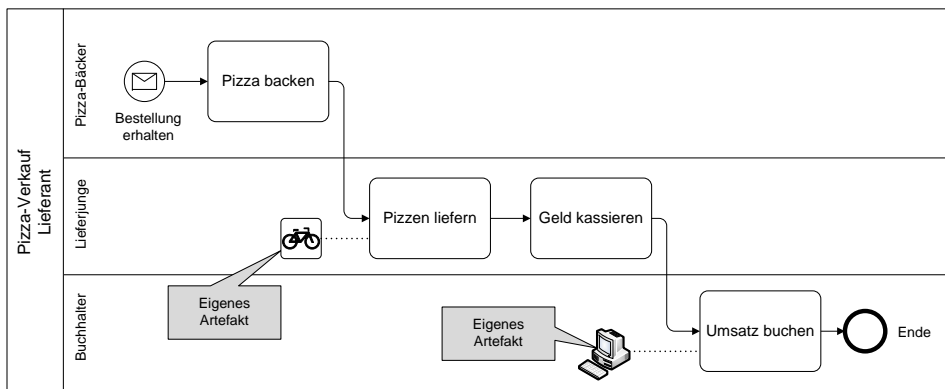 Pizza-Verkauf
Lieferant
Pizza-Bäcker
Bestellung
erhalten
Pizza backen
Lieferjunge
Pizzen liefern
Geld kassieren
Eigenes
Artefakt
Buchhalter
Eigenes
Artefakt
Umsatz buchen
Ende